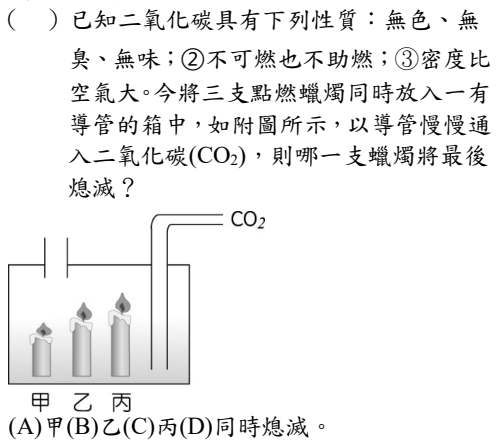 (　)已知二氧化碳具有下列性質：無色、無
臭、無味；②不可燃也不助燃；③密度比
空氣大。今將三支點燃蠟燭同時放入一有
導管的箱中，如附圖所示，以導管慢慢通
入二氧化碳(CO₂)，則哪一支蠟燭將最後
熄滅？
CO₂
甲 乙 丙
(A)甲(B)乙(C)丙(D)同時熄滅。